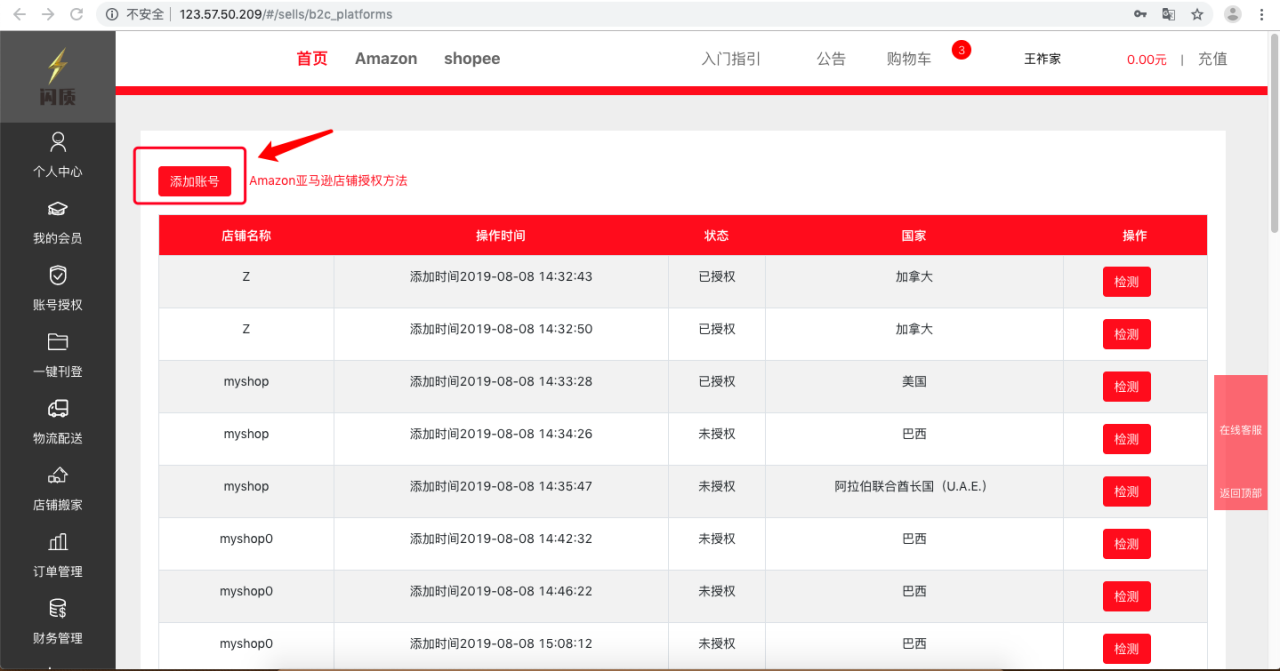 不安全 123.57.50.209/#/sells/b2c_platforms
闪质
首页 Amazon shopee 入门指引 公告 购物车 3 王祚家 0.00元 | 充值
个人中心
我的会员
账号授权
一键刊登
物流配送
店铺搬家
订单管理
财务管理
添加账号 Amazon亚马逊店铺授权方法
店铺名称 操作时间 状态 国家 操作
Z 添加时间2019-08-08 14:32:43 已授权 加拿大 检测
Z 添加时间2019-08-08 14:32:50 已授权 加拿大 检测
myshop 添加时间2019-08-08 14:33:28 已授权 美国 检测
myshop 添加时间2019-08-08 14:34:26 未授权 巴西 检测
myshop 添加时间2019-08-08 14:35:47 未授权 阿拉伯联合酋长国（U.A.E.） 检测
myshop0 添加时间2019-08-08 14:42:32 未授权 巴西 检测
myshop0 添加时间2019-08-08 14:46:22 未授权 巴西 检测
myshop0 添加时间2019-08-08 15:08:12 未授权 巴西 检测
在线客服
返回顶部